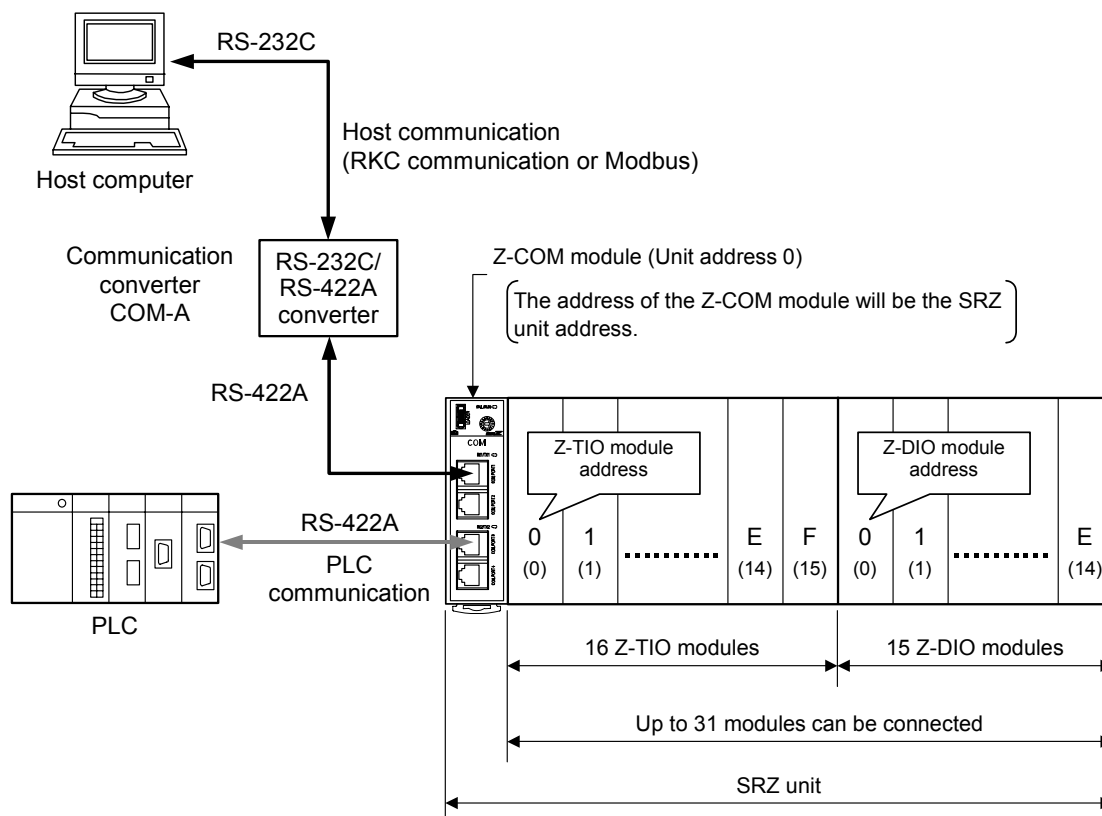 RS-232C
Host communication
(RKC communication or Modbus)
Host computer
Communication
converter
COM-A
RS-232C/
RS-422A
converter
Z-COM module (Unit address 0)
The address of the Z-COM module will be the SRZ
unit address.
RS-422A
COM
Z-TIO module
address
Z-DIO module
address
RS-422A
PLC
communication
PLC
0
(0)
1
(1)
E
(14)
F
(15)
0
(0)
1
(1)
E
(14)
16 Z-TIO modules
15 Z-DIO modules
Up to 31 modules can be connected
SRZ unit